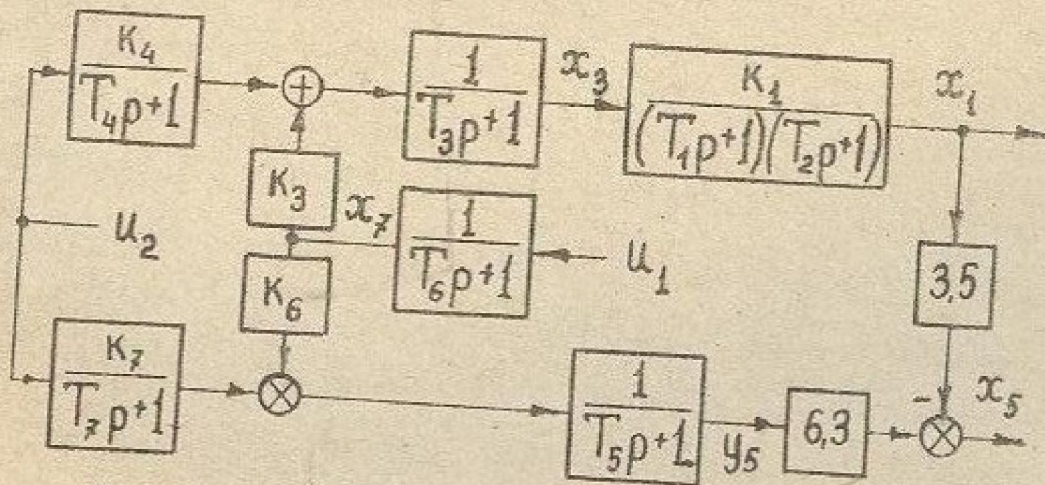 K4
T4p+1
1
T3p+1
x3
K1
(T1p+1)(T2p+1)
x1
+
K3
x7
1
T6p+1
u1
u2
K6
3,5
K7
T7p+1
1
T5p+1
y5
6,3
-
x5